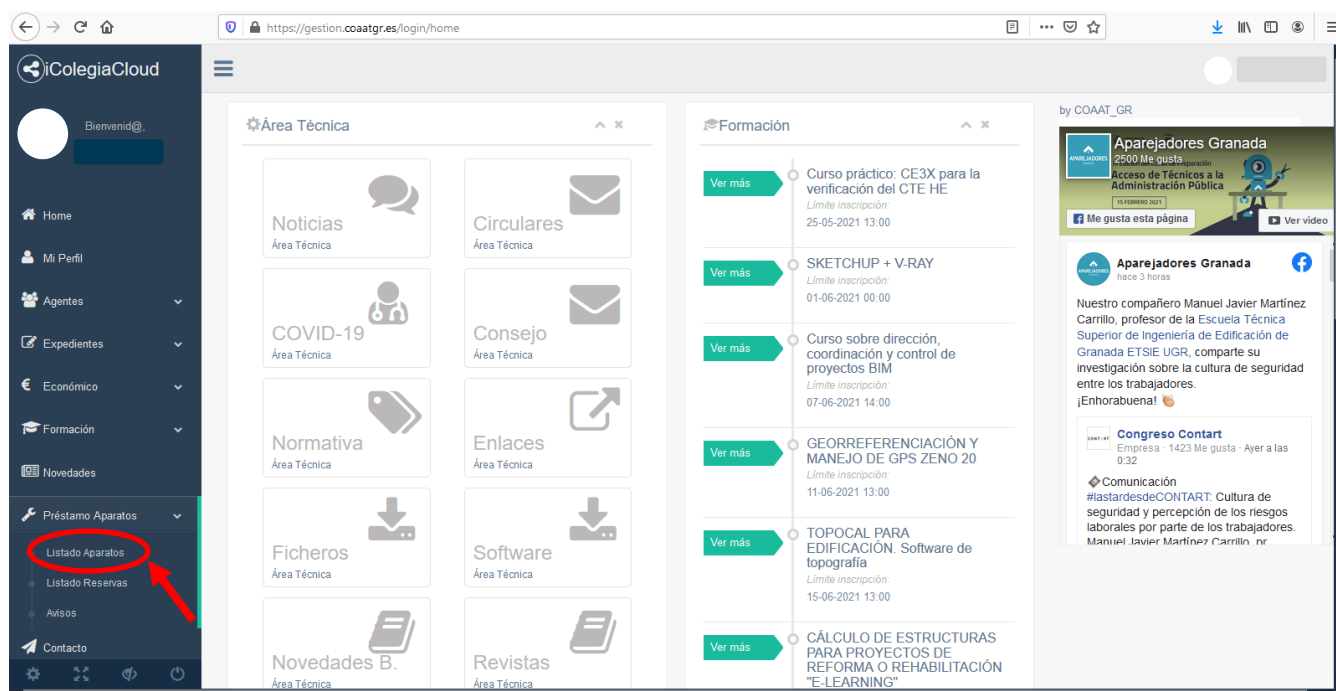 https://gestion.coaatgr.es/login/home
iColegiaCloud
Bienvenid@,
Home
Mi Perfil
Agentes
Expedientes
€ Económico
Formación
Novedades
Préstamo Aparatos
Listado Aparatos
Listado Reservas
Avisos
Contacto
Área Técnica
Noticias
Área Técnica
Circulares
Área Técnica
COVID-19
Área Técnica
Consejo
Área Técnica
Normativa
Área Técnica
Enlaces
Área Técnica
Ficheros
Área Técnica
Software
Área Técnica
Novedades B.
Área Técnica
Revistas
Área Técnica
Formación
Ver más
Curso práctico: CE3X para la
verificación del CTE HE
Límite inscripción:
25-05-2021 13:00
Ver más
SKETCHUP + V-RAY
Límite inscripción:
01-06-2021 00:00
Ver más
Curso sobre dirección,
coordinación y control de
proyectos BIM
Límite inscripción:
07-06-2021 14:00
Ver más
GEORREFERENCIACIÓN Y
MANEJO DE GPS ZENO 20
Límite inscripción:
11-06-2021 13:00
Ver más
TOPOCAL PARA
EDIFICACIÓN. Software de
topografía
Límite inscripción:
15-06-2021 13:00
Ver más
CÁLCULO DE ESTRUCTURAS
PARA PROYECTOS DE
REFORMA O REHABILITACIÓN
"E-LEARNING"
by COAAT_GR
APAREJADORES
Aparejadores Granada
2500 Me gusta
Acceso de Técnicos a la
Administración Pública
15 FEBRERO 2021
Me gusta esta página
Ver video
Aparejadores Granada
hace 3 horas
Nuestro compañero Manuel Javier Martínez
Carrillo, profesor de la Escuela Técnica
Superior de Ingeniería de Edificación de
Granada ETSIE UGR, comparte su
investigación sobre la cultura de seguridad
entre los trabajadores.
¡Enhorabuena!
Congreso Contart
Empresa · 1423 Me gusta · Ayer a las
0:32
Comunicación
#lastardesdeCONTART: Cultura de
seguridad y percepción de los riesgos
laborales por parte de los trabajadores.
Manuel Javier Martínez Carrillo, pr